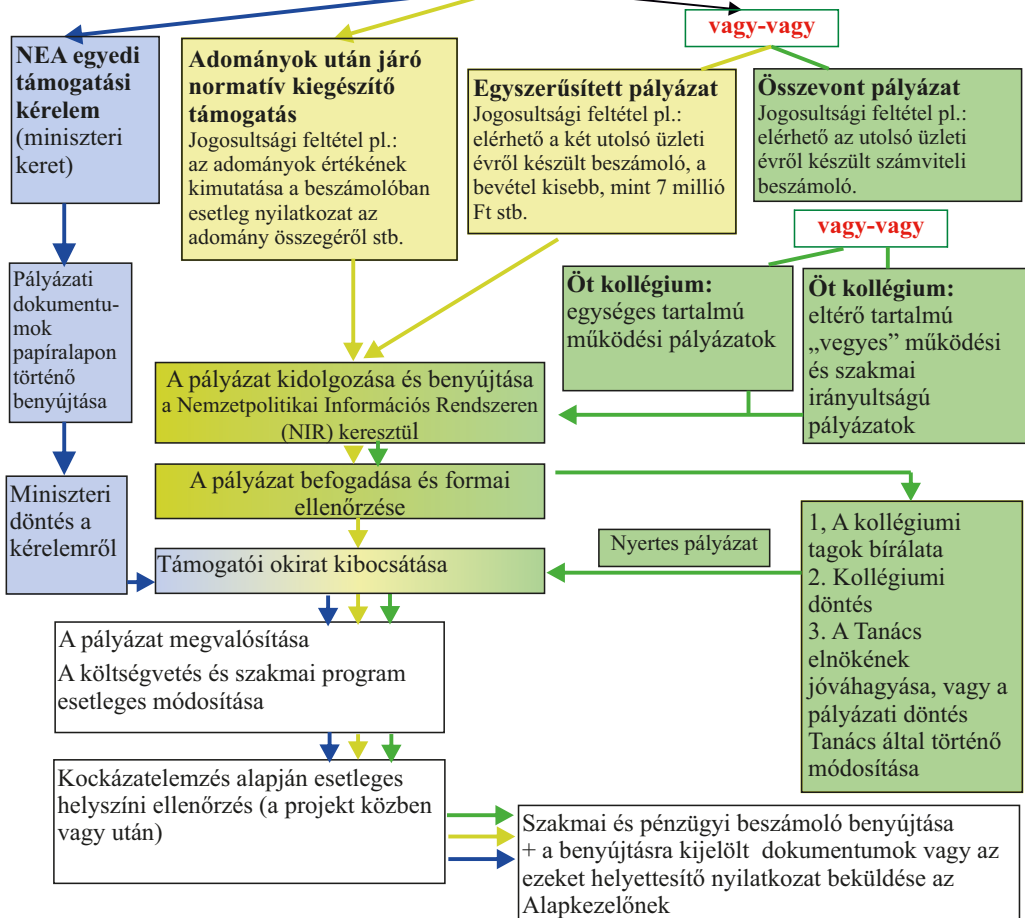 vagy-vagy
NEA egyedi
támogatási
kérelem
(miniszteri
keret)
Adományok után járó
normatív kiegészítő
támogatás
Jogosultsági feltétel pl.:
az adományok értékének
kimutatása a beszámolóban
esetleg nyilatkozat az
adomány összegéről stb.
Egyszerűsített pályázat
Jogosultsági feltétel pl.:
elérhető a két utolsó üzleti
évről készült beszámoló, a
bevétel kisebb, mint 7 millió
Ft stb.
Összevont pályázat
Jogosultsági feltétel pl.:
elérhető az utolsó üzleti
évről készült számviteli
beszámoló.
vagy-vagy
Pályázati
dokumentu-
mok
papíralapon
történő
benyújtása
Öt kollégium:
egységes tartalmú
működési pályázatok
Öt kollégium:
eltérő tartalmú
„vegyes” működési
és szakmai
irányultságú
pályázatok
A pályázat kidolgozása és benyújtása
a Nemzetpolitikai Információs Rendszeren
(NIR) keresztül
A pályázat befogadása és formai
ellenőrzése
Miniszteri
döntés a
kérelemről
Nyertes pályázat
1, A kollégiumi
tagok bírálata
2. Kollégiumi
döntés
3. A Tanács
elnökének
jóváhagyása, vagy a
pályázati döntés
Tanács által történő
módosítása
Támogatói okirat kibocsátása
A pályázat megvalósítása
A költségvetés és szakmai program
esetleges módosítása
Kockázatelemzés alapján esetleges
helyszíni ellenőrzés (a projekt közben
vagy után)
Szakmai és pénzügyi beszámoló benyújtása
+ a benyújtásra kijelölt dokumentumok vagy az
ezeket helyettesítő nyilatkozat beküldése az
Alapkezelőnek